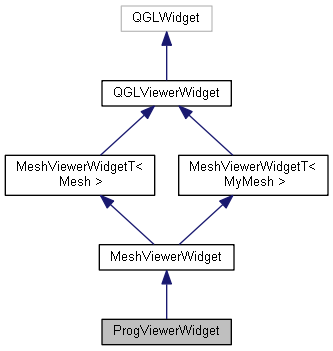 QGLWidget
QGLViewerWidget
MeshViewerWidgetT<
Mesh >
MeshViewerWidgetT<
MyMesh >
MeshViewerWidget
ProgViewerWidget